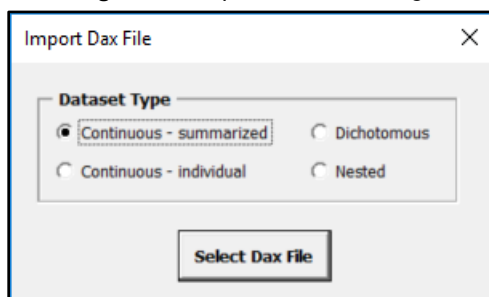 Import Dax File
Dataset Type
Continuous - summarized Dichotomous
Continuous - individual Nested
Select Dax File